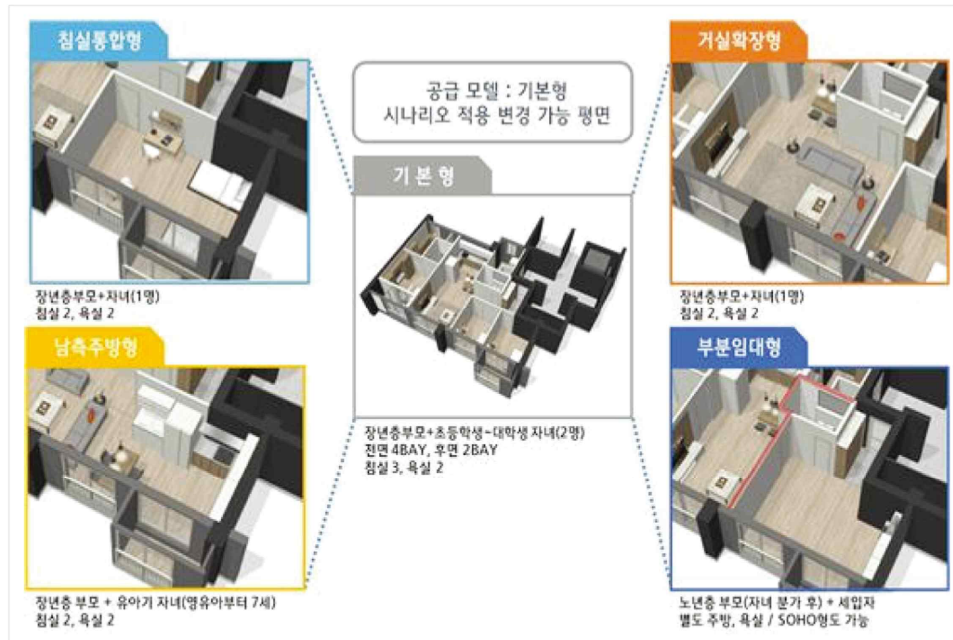 침실통합형
장년층부모+자녀(1명)
침실 2, 욕실 2
공급 모델 : 기본형
시나리오 적용 변경 가능 평면
기본형
장년층부모+초등학생~대학생 자녀(2명)
전면 4BAY, 후면 2BAY
침실 3, 욕실 2
거실확장형
장년층부모+자녀(1명)
침실 2, 욕실 2
남측주방형
장년층 부모 + 유아기 자녀(영유아부터 7세)
침실 2, 욕실 2
부분임대형
노년층 부모(자녀 분가 후) + 세입자
별도 주방, 욕실 / SOHO형도 가능